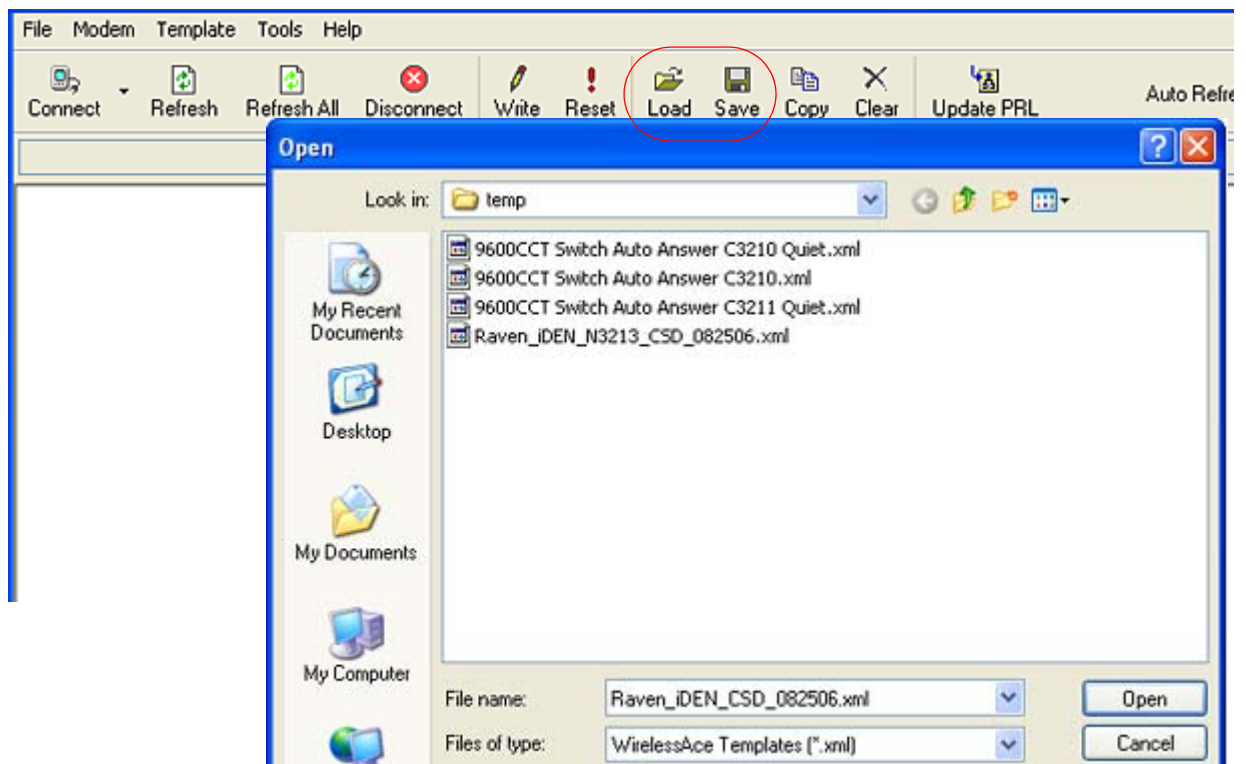 File Modem Template Tools Help
Connect Refresh Refresh All Disconnect Write Reset Load Save Copy Clear Update PRL Auto Refre
Open
Look in: temp
9600CCT Switch Auto Answer C3210 Quiet.xml
9600CCT Switch Auto Answer C3210.xml
9600CCT Switch Auto Answer C3211 Quiet.xml
Raven_iDEN_N3213_CSD_082506.xml
My Recent
Documents
Desktop
My Documents
My Computer
File name: Raven_iDEN_CSD_082506.xml Open
Files of type: WirelessAce Templates (*.xml) Cancel